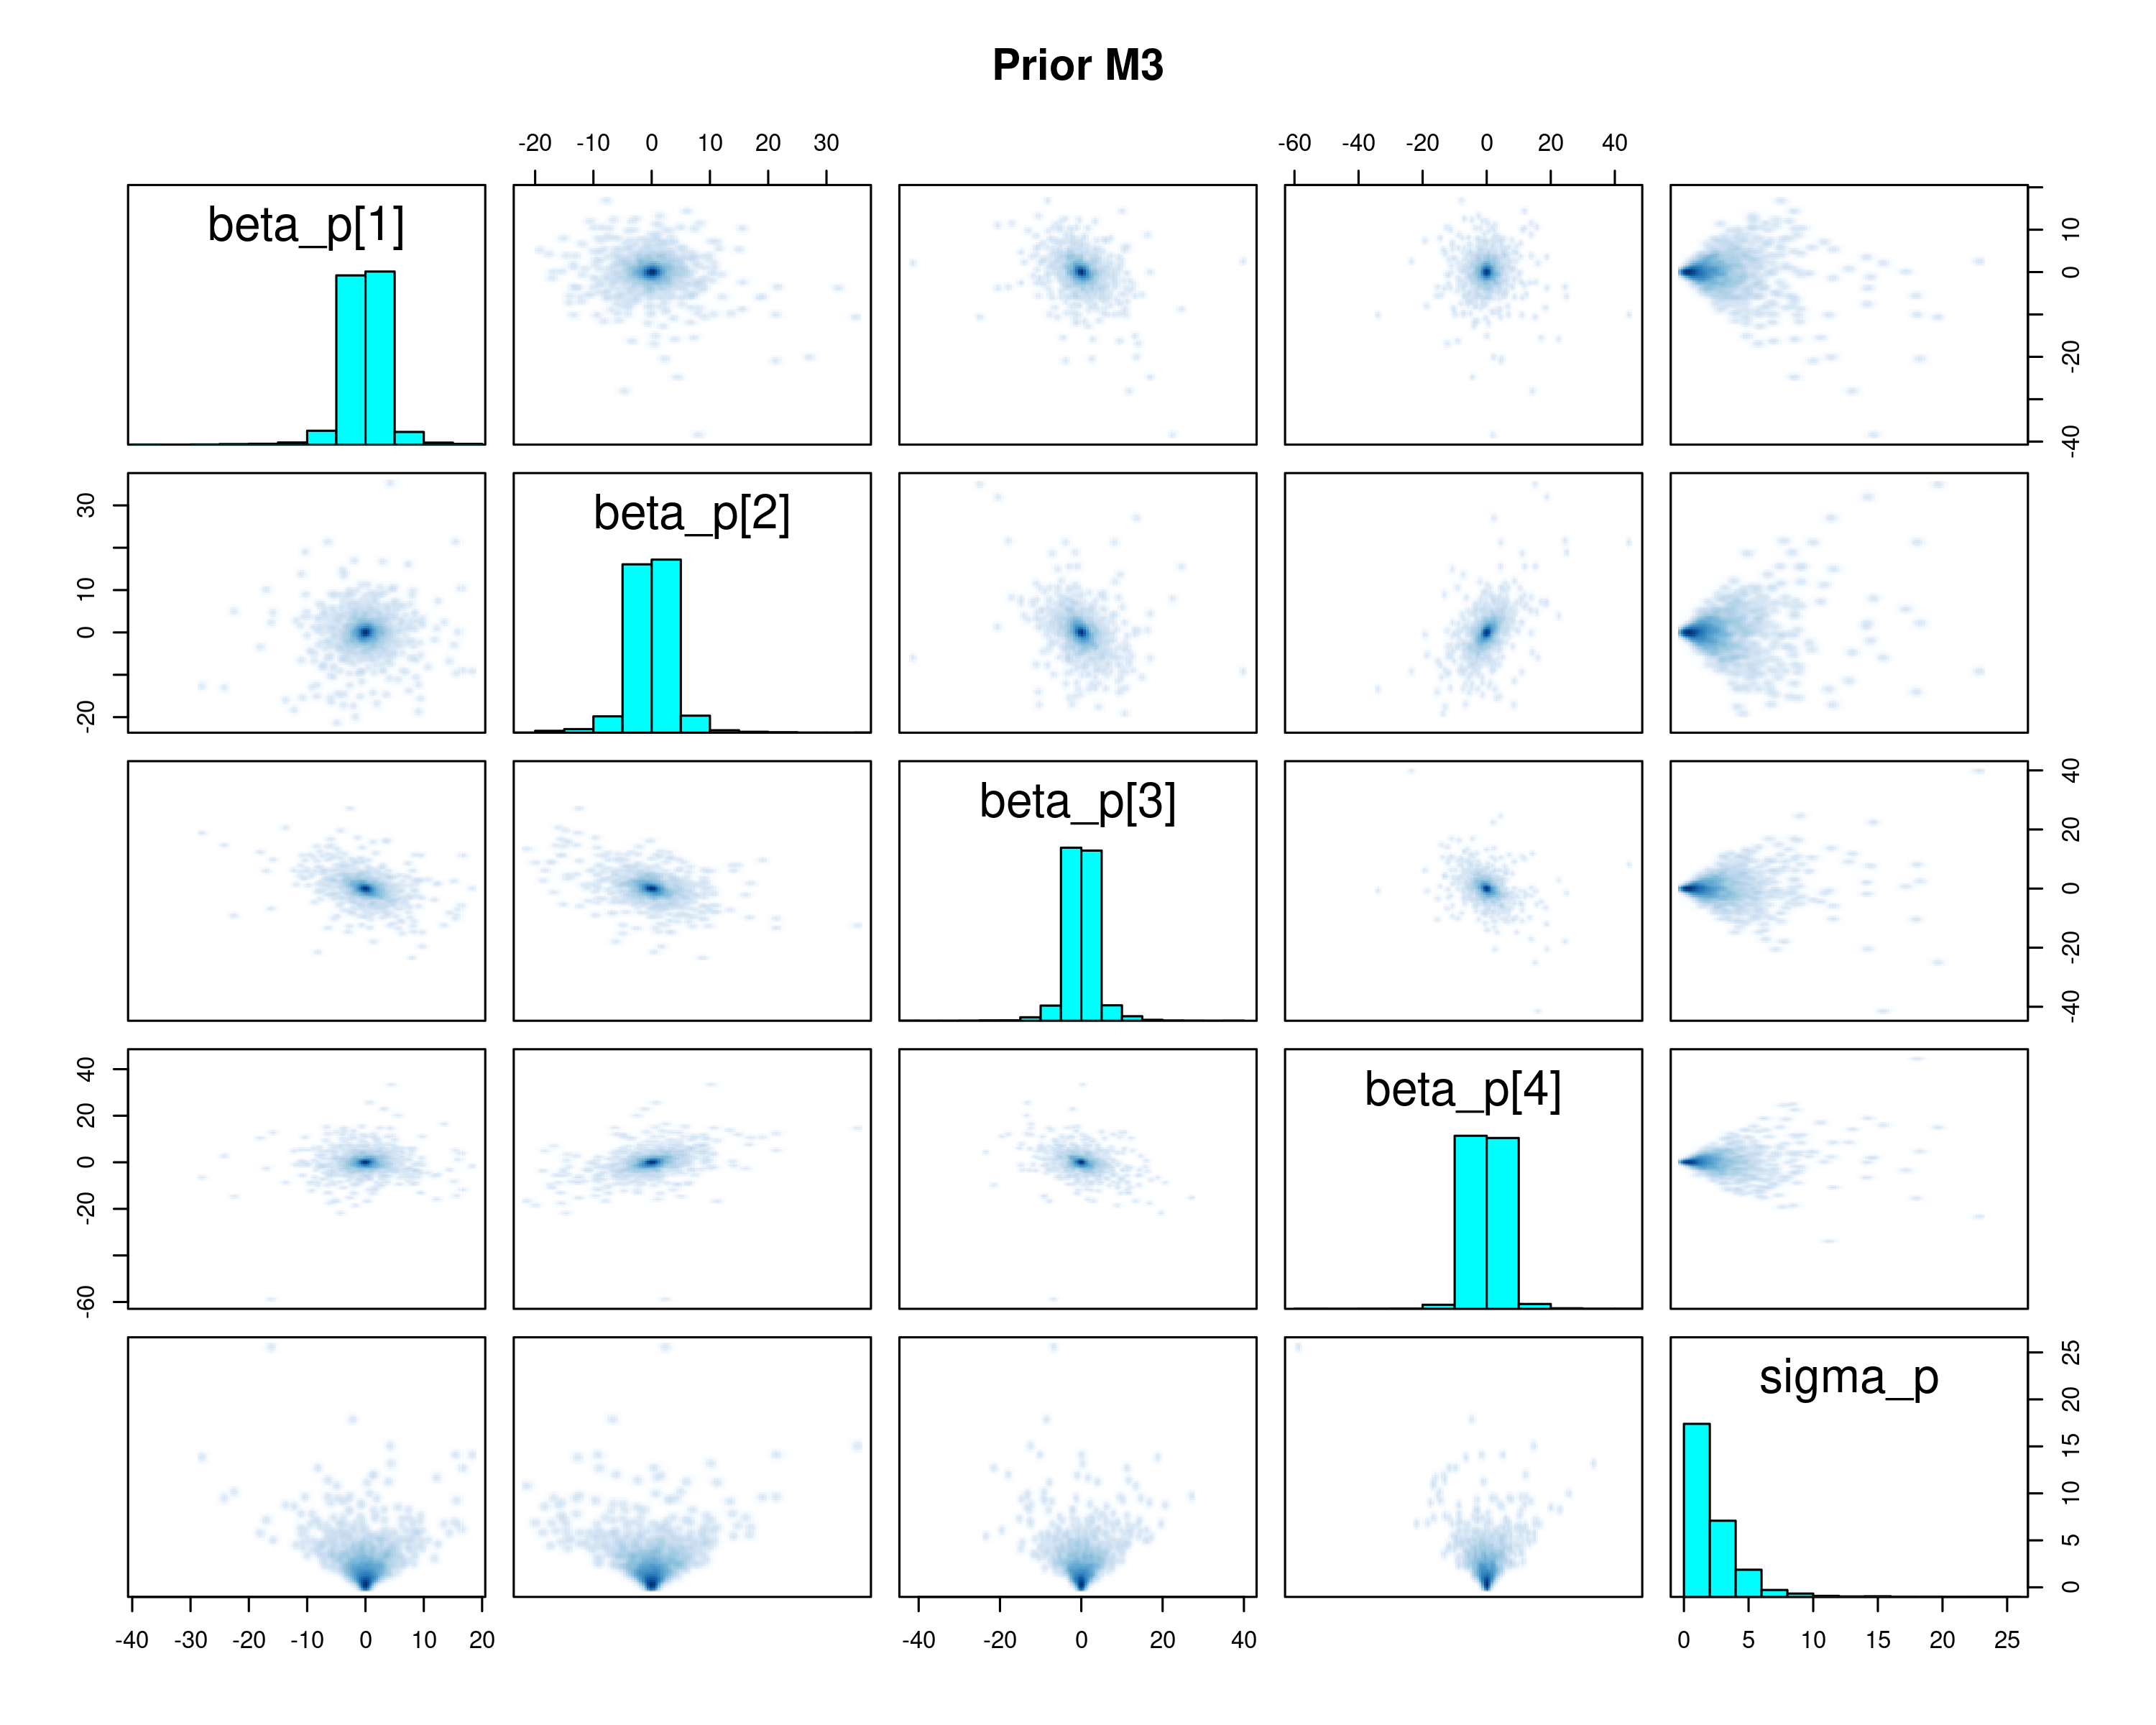 Prior M3
-20 -10 0 10 20 30
-60 -40 -20 0 20 40
beta_p[1]
-40 -20 0 10
beta_p[2]
-20 0 10 30
beta_p[3]
-40 -20 0 20 40
beta_p[4]
-60 -20 0 20 40
sigma_p
0 5 10 15 20 25
-40 -30 -20 -10 0 10 20
-40 -20 0 20 40
0 5 10 15 20 25